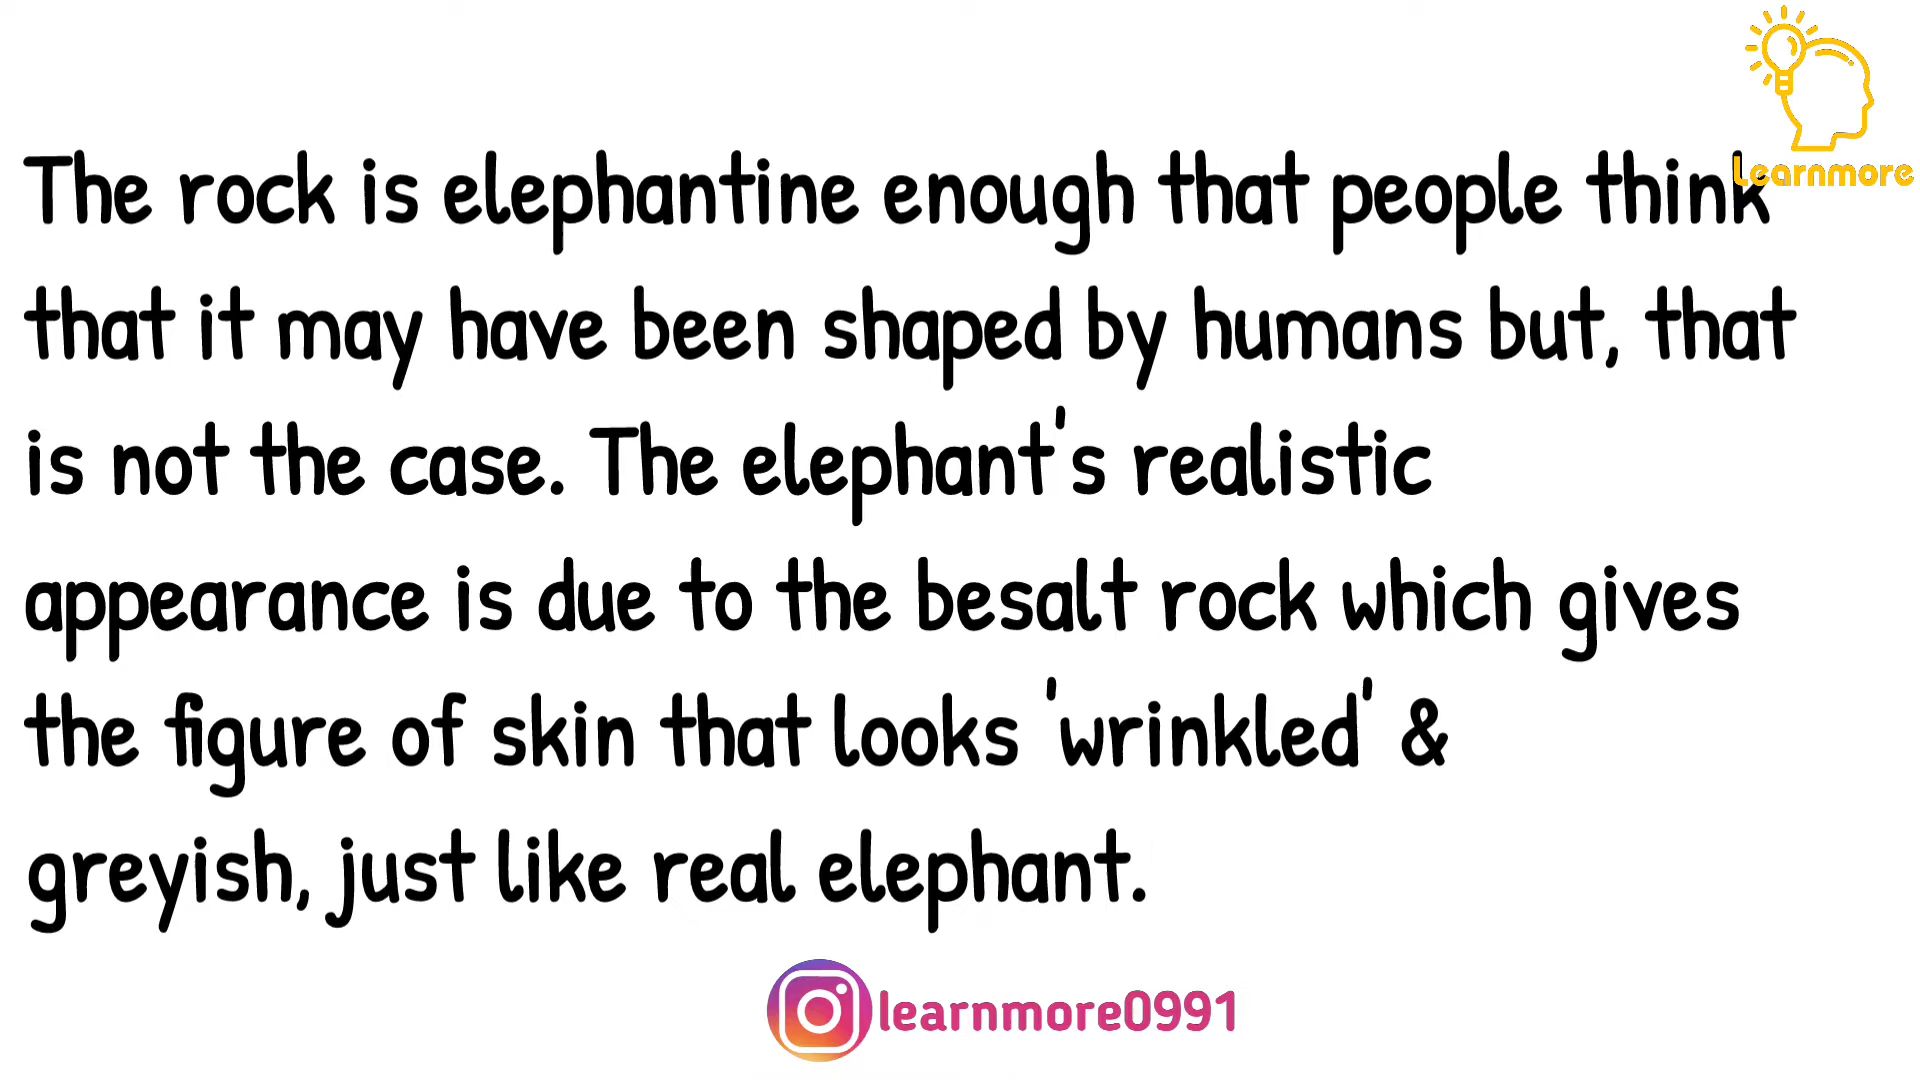 Learnmore
The rock is elephantine enough that people think
that it may have been shaped by humans but, that
is not the case. The elephant's realistic
appearance is due to the besalt rock which gives
the figure of skin that looks 'wrinkled' &
greyish, just like real elephant.
learnmore0991